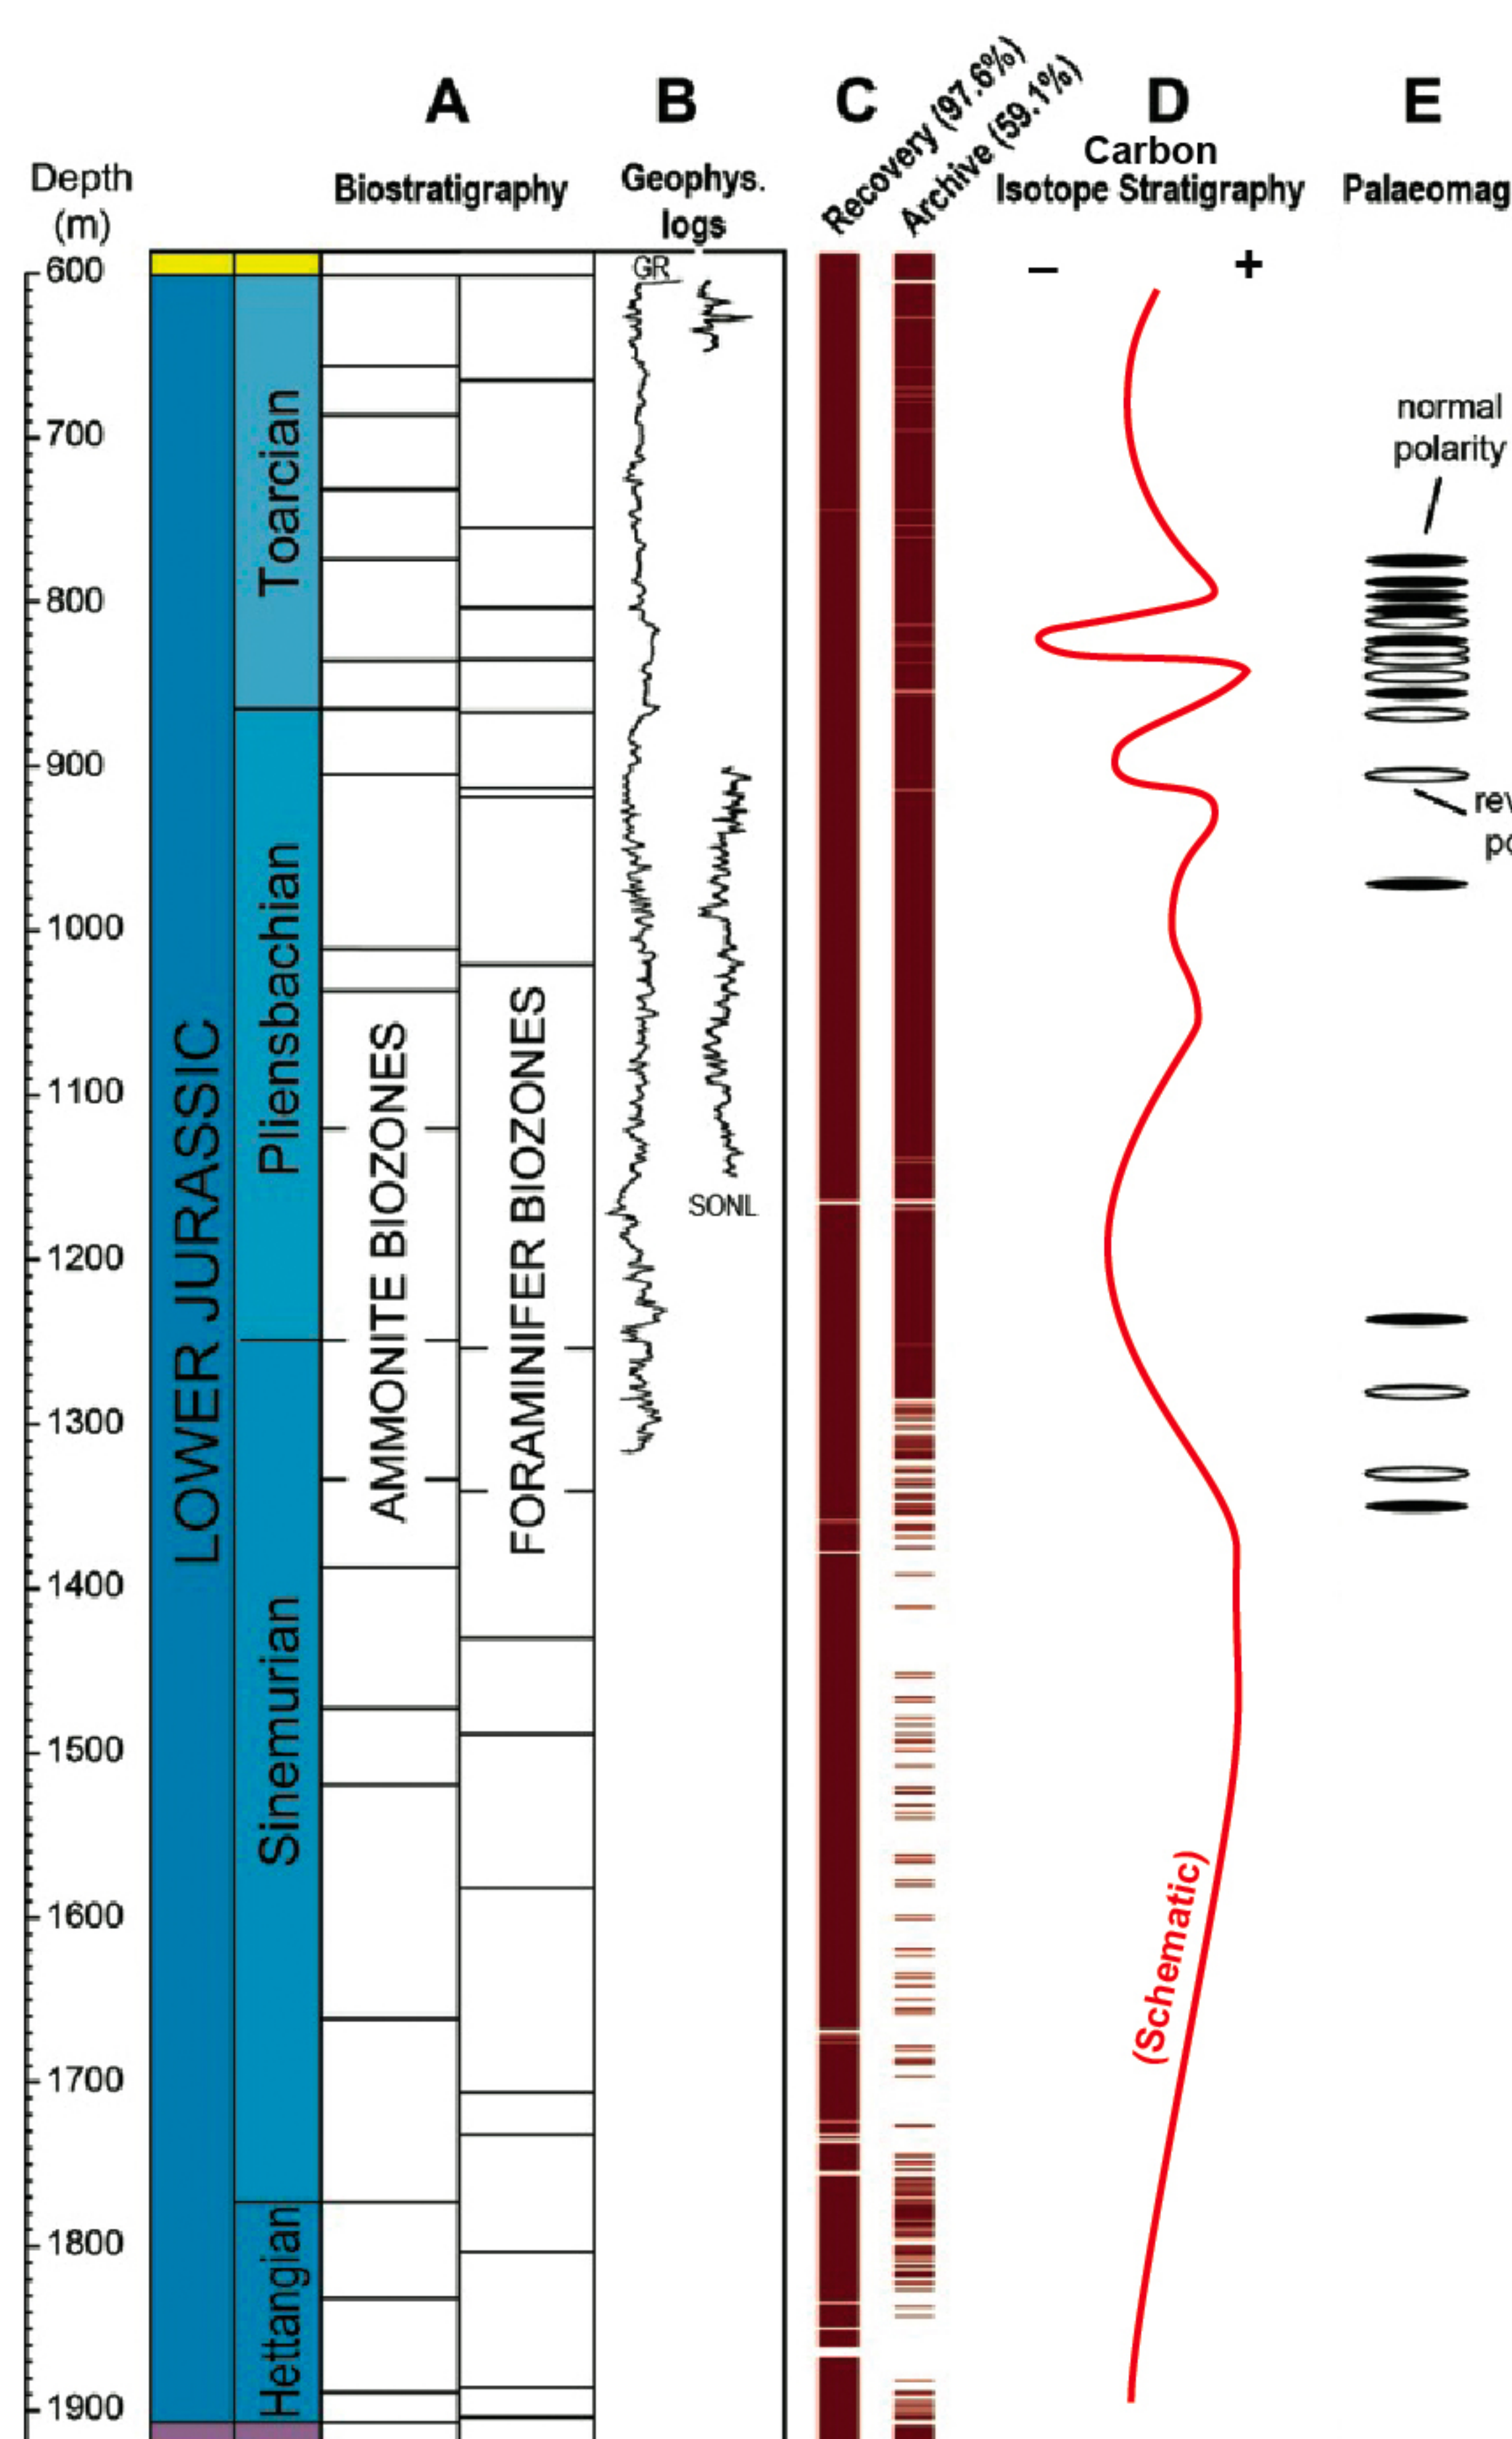 A
B
C
D
E
Recovery (97.6%)
Archive (59.1%)
Depth
(m)
Biostratigraphy
Geophys.
logs
Carbon
Isotope Stratigraphy
Palaeomag
– +
GR
600
700
800
900
1000
1100
1200
1300
1400
1500
1600
1700
1800
1900
LOWER JURASSIC
Toarcian
Pliensbachian
Sinemurian
Hettangian
AMMONITE BIOZONES
FORAMINIFER BIOZONES
SONL
(Schematic)
normal
polarity
rev
po